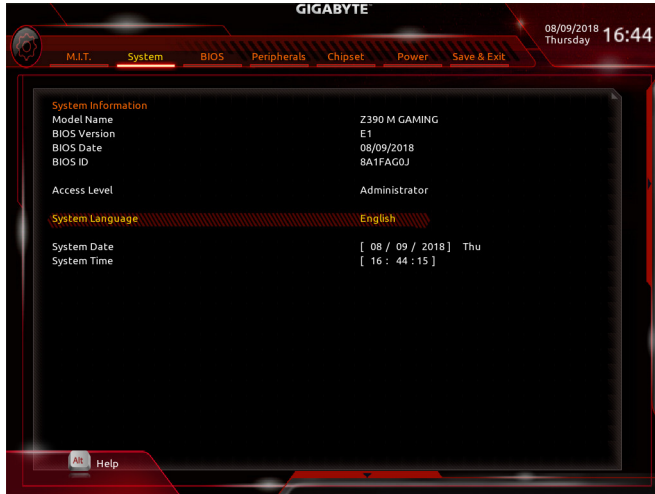 GIGABYTE
08/09/2018 16:44
Thursday
M.I.T. System BIOS Peripherals Chipset Power Save & Exit
System Information
Model Name Z390 M GAMING
BIOS Version E1
BIOS Date 08/09/2018
BIOS ID 8A1FAG0J
Access Level Administrator
System Language English
System Date [ 08 / 09 / 2018 ] Thu
System Time [ 16 : 44 : 15 ]
Alt Help